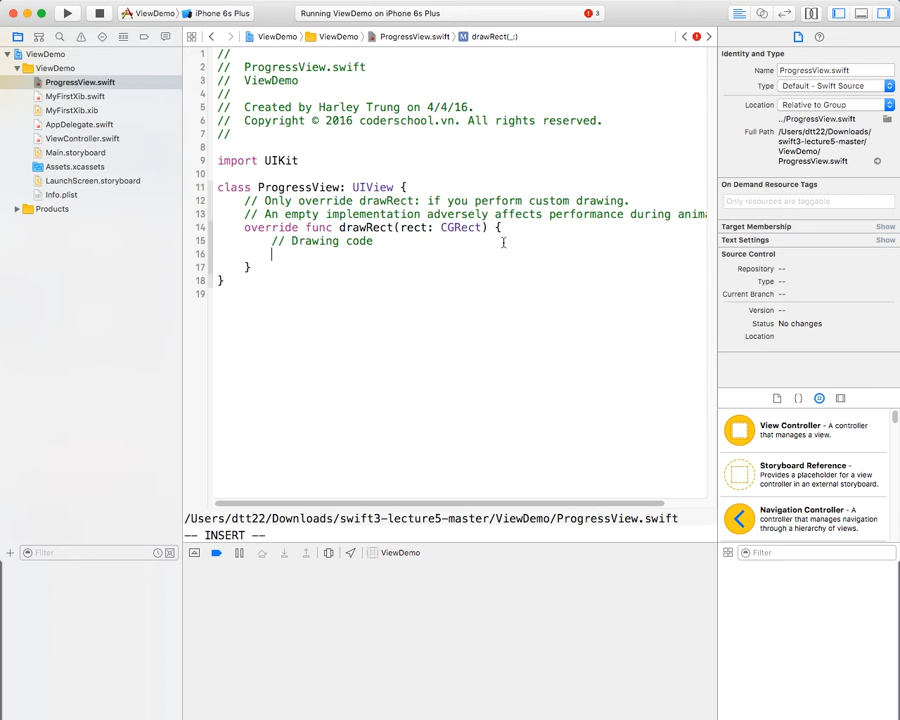 ViewDemo
iPhone 6s Plus
Running ViewDemo on iPhone 6s Plus
3
ViewDemo
ViewDemo
ProgressView.swift
drawRect(_:)
ViewDemo
ViewDemo
ProgressView.swift
MyFirstXib.swift
MyFirstXib.xib
AppDelegate.swift
ViewController.swift
Main.storyboard
Assets.xcassets
LaunchScreen.storyboard
Info.plist
Products
1 //
2 //  ProgressView.swift
3 //  ViewDemo
4 //
5 //  Created by Harley Trung on 4/4/16.
6 //  Copyright © 2016 coderschool.vn. All rights reserved.
7 //
8
9 import UIKit
10
11 class ProgressView: UIView {
12 // Only override drawRect: if you perform custom drawing.
13 // An empty implementation adversely affects performance during anima
14 override func drawRect(rect: CGRect) {
15 // Drawing code
16
17 }
18 }
19
/Users/dtt22/Downloads/swift3-lecture5-master/ViewDemo/ProgressView.swift
-- INSERT --
Filter
ViewDemo
Identity and Type
Name ProgressView.swift
Type Default - Swift Source
Location Relative to Group
../ProgressView.swift
Full Path /Users/dtt22/Downloads/
swift3-lecture5-master/
ViewDemo/
ProgressView.swift
On Demand Resource Tags
Only resources are taggable
Target Membership Show
Text Settings Show
Source Control
Repository --
Type --
Current Branch --
Version --
Status No changes
Location
{ }
View Controller - A controller
that manages a view.
Storyboard Reference -
Provides a placeholder for a view
controller in an external storyboard.
Navigation Controller - A
controller that manages navigation
through a hierarchy of views.
Filter